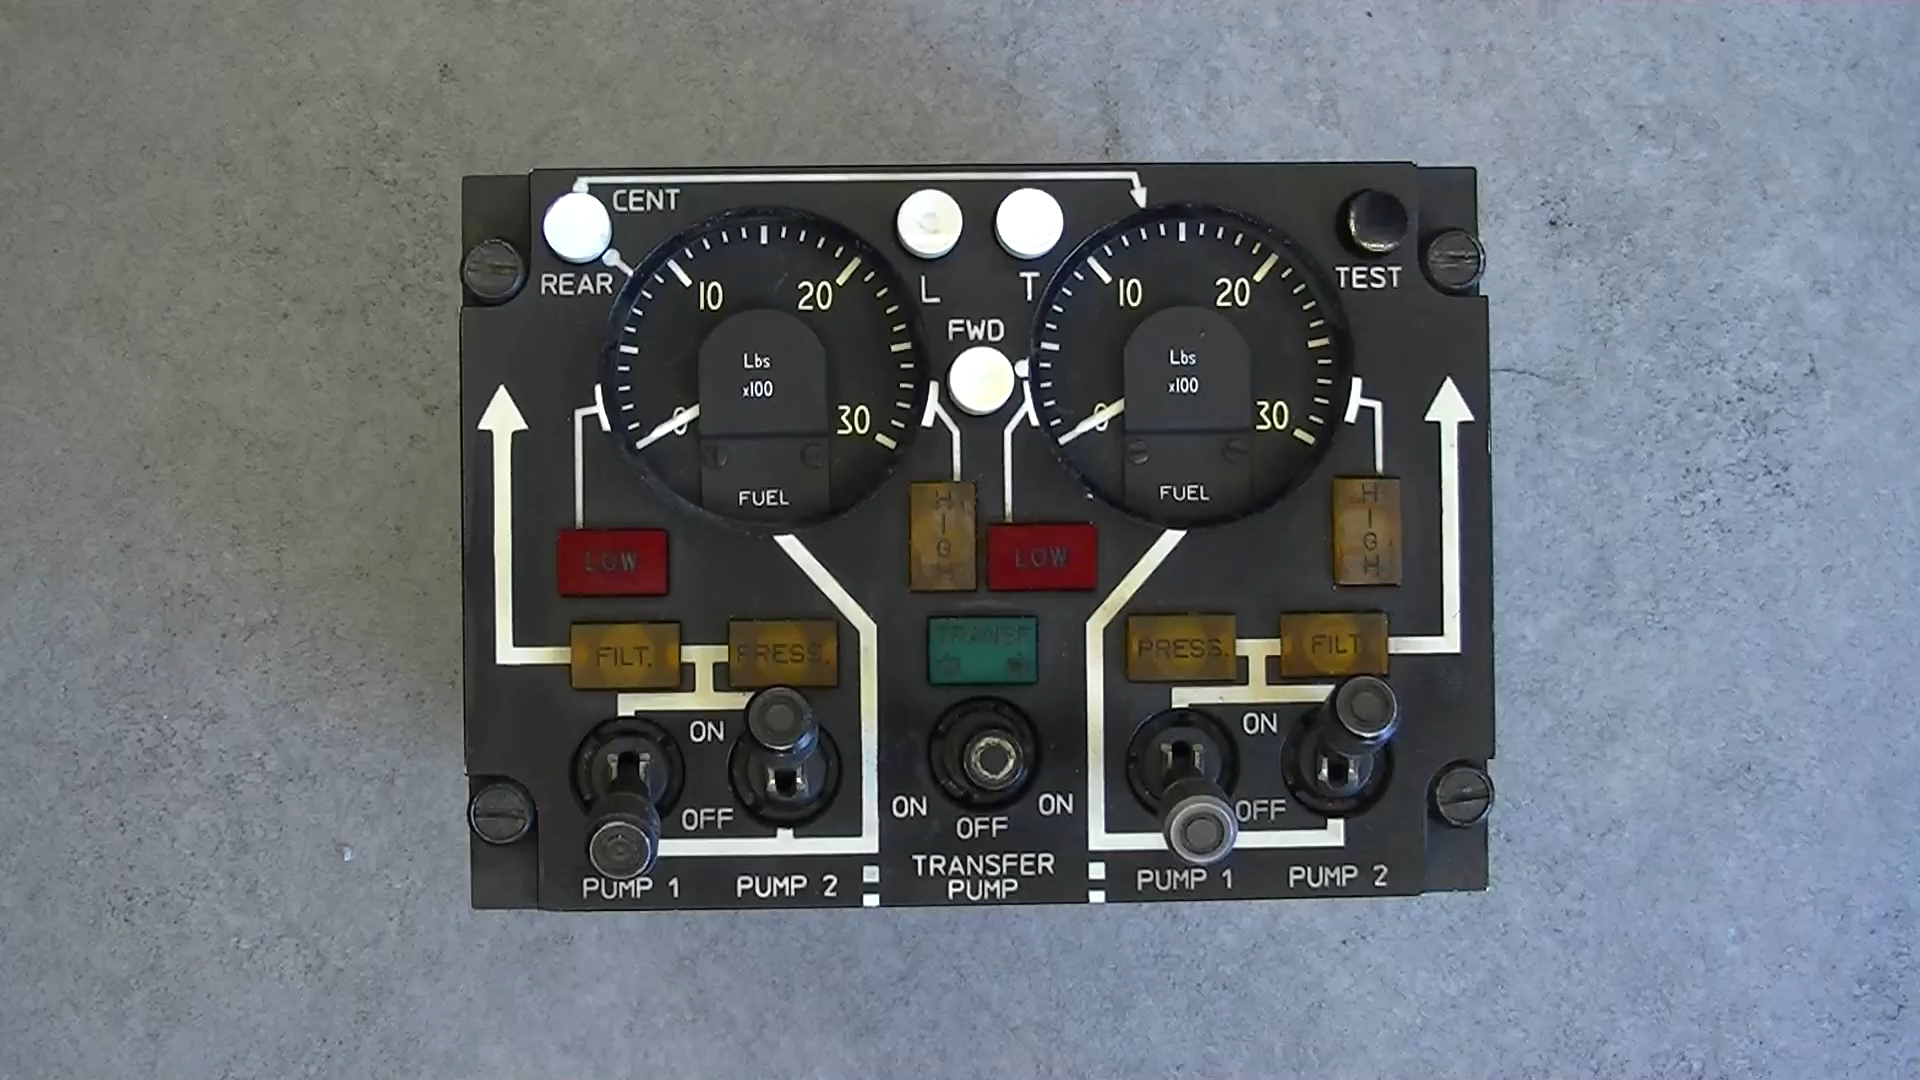 CENT
REAR
L
T
TEST
FWD
0
10
20
30
Lbs
x100
FUEL
0
10
20
30
Lbs
x100
FUEL
LOW
HIGH
LOW
HIGH
FILT.
PRESS.
TRANSF
PRESS.
FILT.
ON
OFF
PUMP 1
PUMP 2
ON
OFF
ON
TRANSFER
PUMP
ON
OFF
PUMP 1
PUMP 2